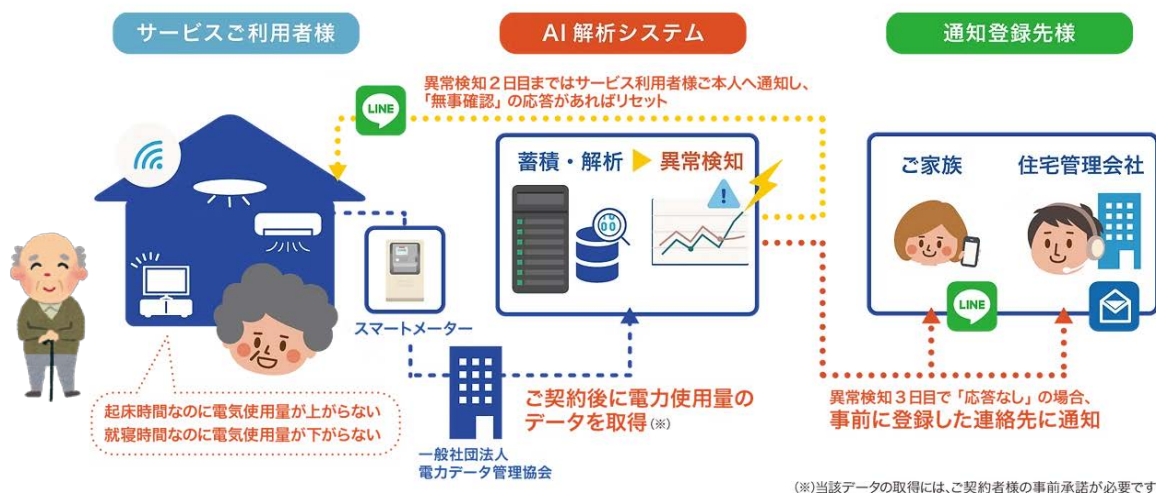 サービスご利用者様
AI 解析システム
通知登録先様
異常検知2日目まではサービス利用者様ご本人へ通知し、
「無事確認」の応答があればリセット
LINE
蓄積・解析
異常検知
ご家族
住宅管理会社
LINE
スマートメーター
起床時間なのに電気使用量が上がらない
就寝時間なのに電気使用量が下がらない
一般社団法人
電力データ管理協会
ご契約後に電力使用量の
データを取得(※)
異常検知3日目で「応答なし」の場合、
事前に登録した連絡先に通知
(※)当該データの取得には、ご契約者様の事前承諾が必要です